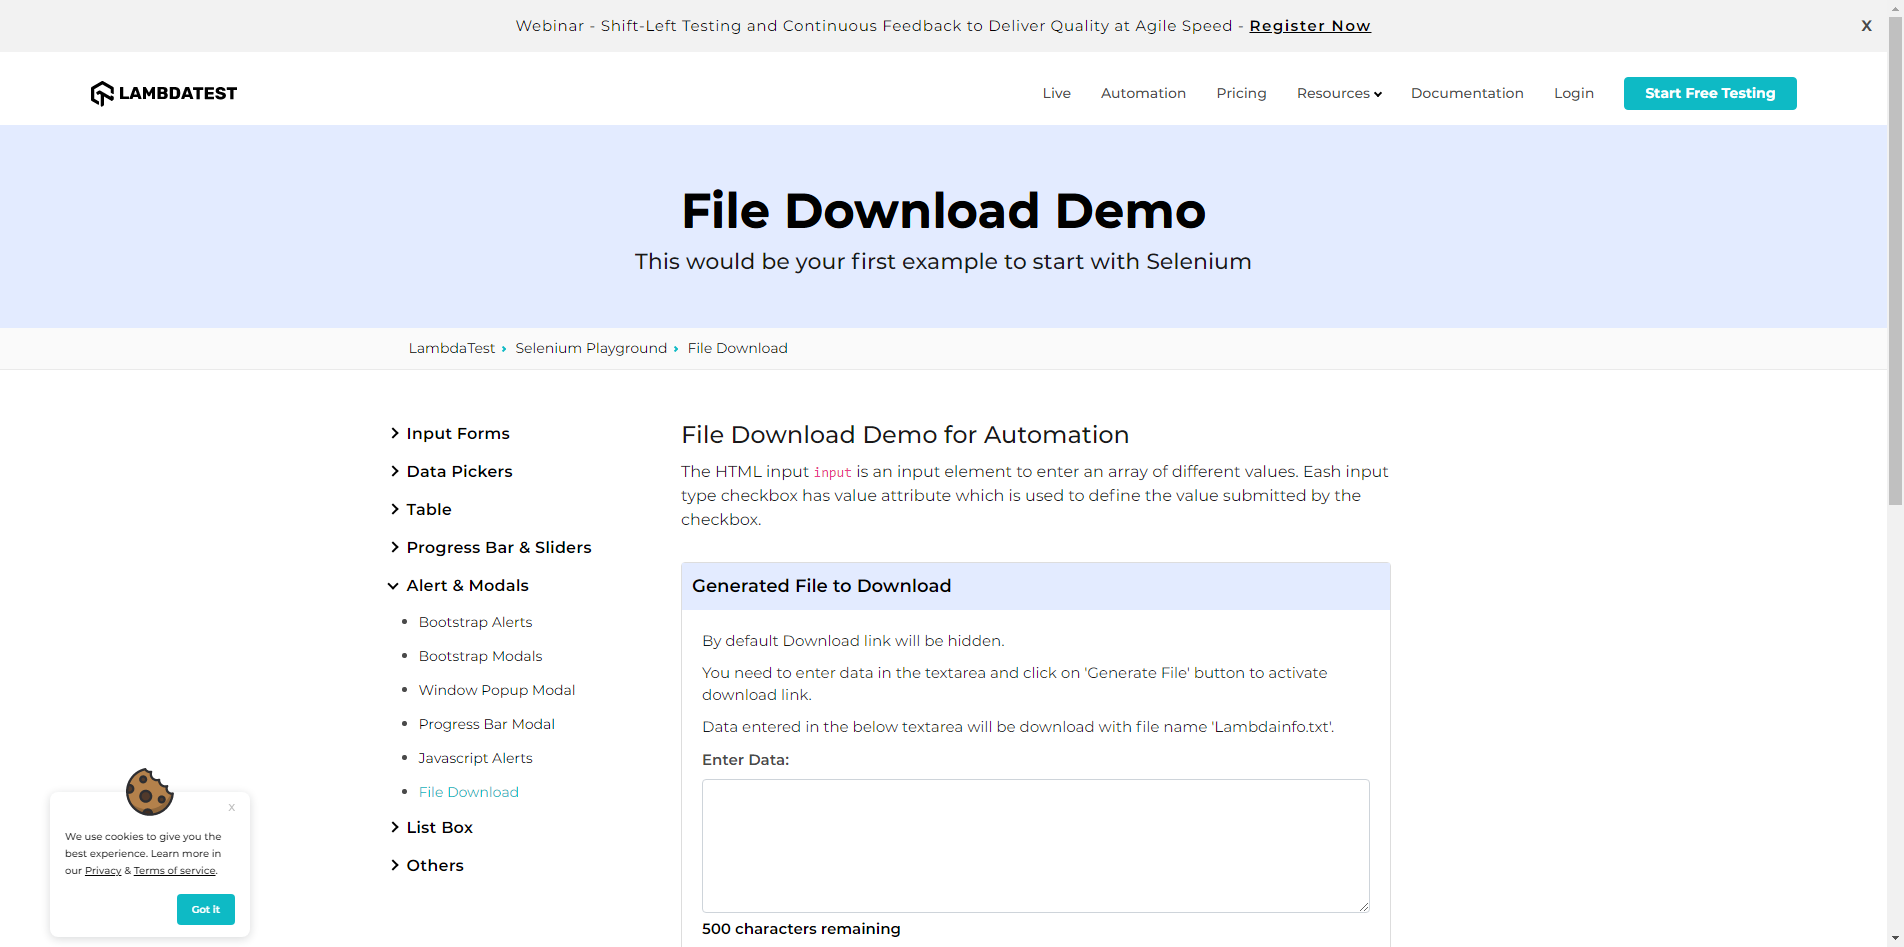 Webinar - Shift-Left Testing and Continuous Feedback to Deliver Quality at Agile Speed - Register Now
X
LAMBDATEST
Live
Automation
Pricing
Resources
Documentation
Login
Start Free Testing
File Download Demo
This would be your first example to start with Selenium
LambdaTest › Selenium Playground › File Download
Input Forms
Data Pickers
Table
Progress Bar & Sliders
Alert & Modals
Bootstrap Alerts
Bootstrap Modals
Window Popup Modal
Progress Bar Modal
Javascript Alerts
File Download
List Box
Others
File Download Demo for Automation
The HTML input input is an input element to enter an array of different values. Eash input
type checkbox has value attribute which is used to define the value submitted by the
checkbox.
Generated File to Download
By default Download link will be hidden.
You need to enter data in the textarea and click on 'Generate File' button to activate
download link.
Data entered in the below textarea will be download with file name 'Lambdainfo.txt'.
Enter Data:
500 characters remaining
x
We use cookies to give you the
best experience. Learn more in
our Privacy & Terms of service.
Got it